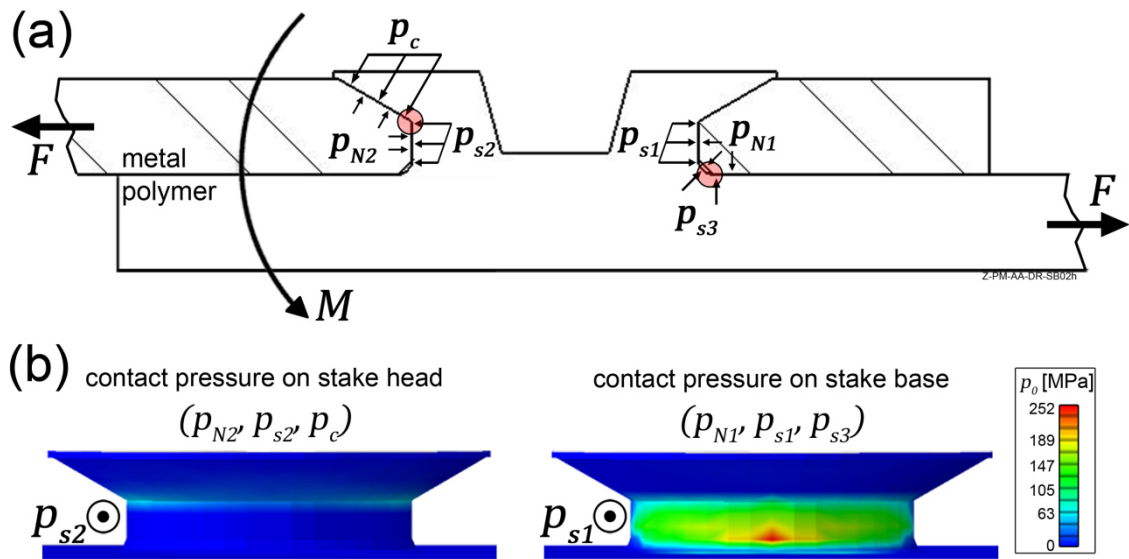 (a)
p_c
p_N2
p_s2
p_s1
p_N1
F
metal
polymer
p_s3
F
Z-PM-AA-DR-SB02h
M
(b)
contact pressure on stake head
(p_N2, p_s2, p_c)
contact pressure on stake base
(p_N1, p_s1, p_s3)
p_0 [MPa]
252
189
147
105
63
0
p_s2
p_s1